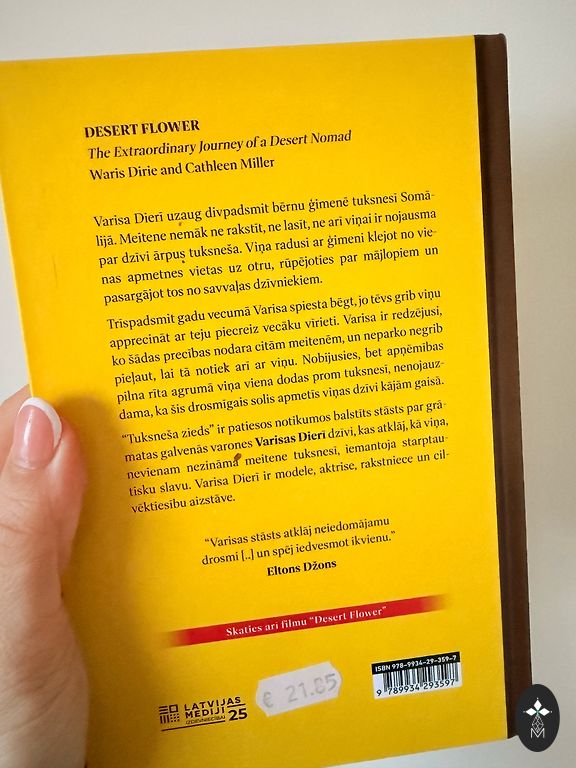 DESERT FLOWER
The Extraordinary Journey of a Desert Nomad
Waris Dirie and Cathleen Miller
Varisa Dierī uzaug divpadsmit bērnu ģimenē tuksnesī Somā-
lijā. Meitene nemāk ne rakstīt, ne lasīt, ne arī viņai ir nojausma
par dzīvi ārpus tuksneša. Viņa radusi ar ģimeni klejot no vie-
nas apmetnes vietas uz otru, rūpējoties par mājlopiem un
pasargājot tos no savvaļas dzīvniekiem.
Trīspadsmit gadu vecumā Varisa spiesta bēgt, jo tēvs grib viņu
apprecināt ar teju piecreiz vecāku vīrieti. Varisa ir redzējusi,
ko šādas precības nodara citām meitenēm, un neparko negrib
pieļaut, lai tā notiek arī ar viņu. Nobijusies, bet apņēmības
pilna rīta agrumā viņa viena dodas prom tuksnesī, nenojauz-
dama, ka šis drosmīgais solis apmetīs viņas dzīvi kājām gaisā.
“Tuksneša zieds” ir patiesos notikumos balstīts stāsts par grā-
matas galvenās varones Varisas Dierī dzīvi, kas atklāj, kā viņa,
nevienam nezināma meitene tuksnesī, iemantoja starptau-
tisku slavu. Varisa Dierī ir modele, aktrise, rakstniece un cil-
vēktiesību aizstāve.
“Varisas stāsts atklāj neiedomājamu
drosmi [..] un spēj iedvesmot ikvienu.”
Eltons Džons
Skaties arī filmu “Desert Flower”
€ 21.85
ISBN 978-9934-29-359-7
9 789934 293597
LATVIJAS
MEDIJI
IZDEVNIECĪBAI
25